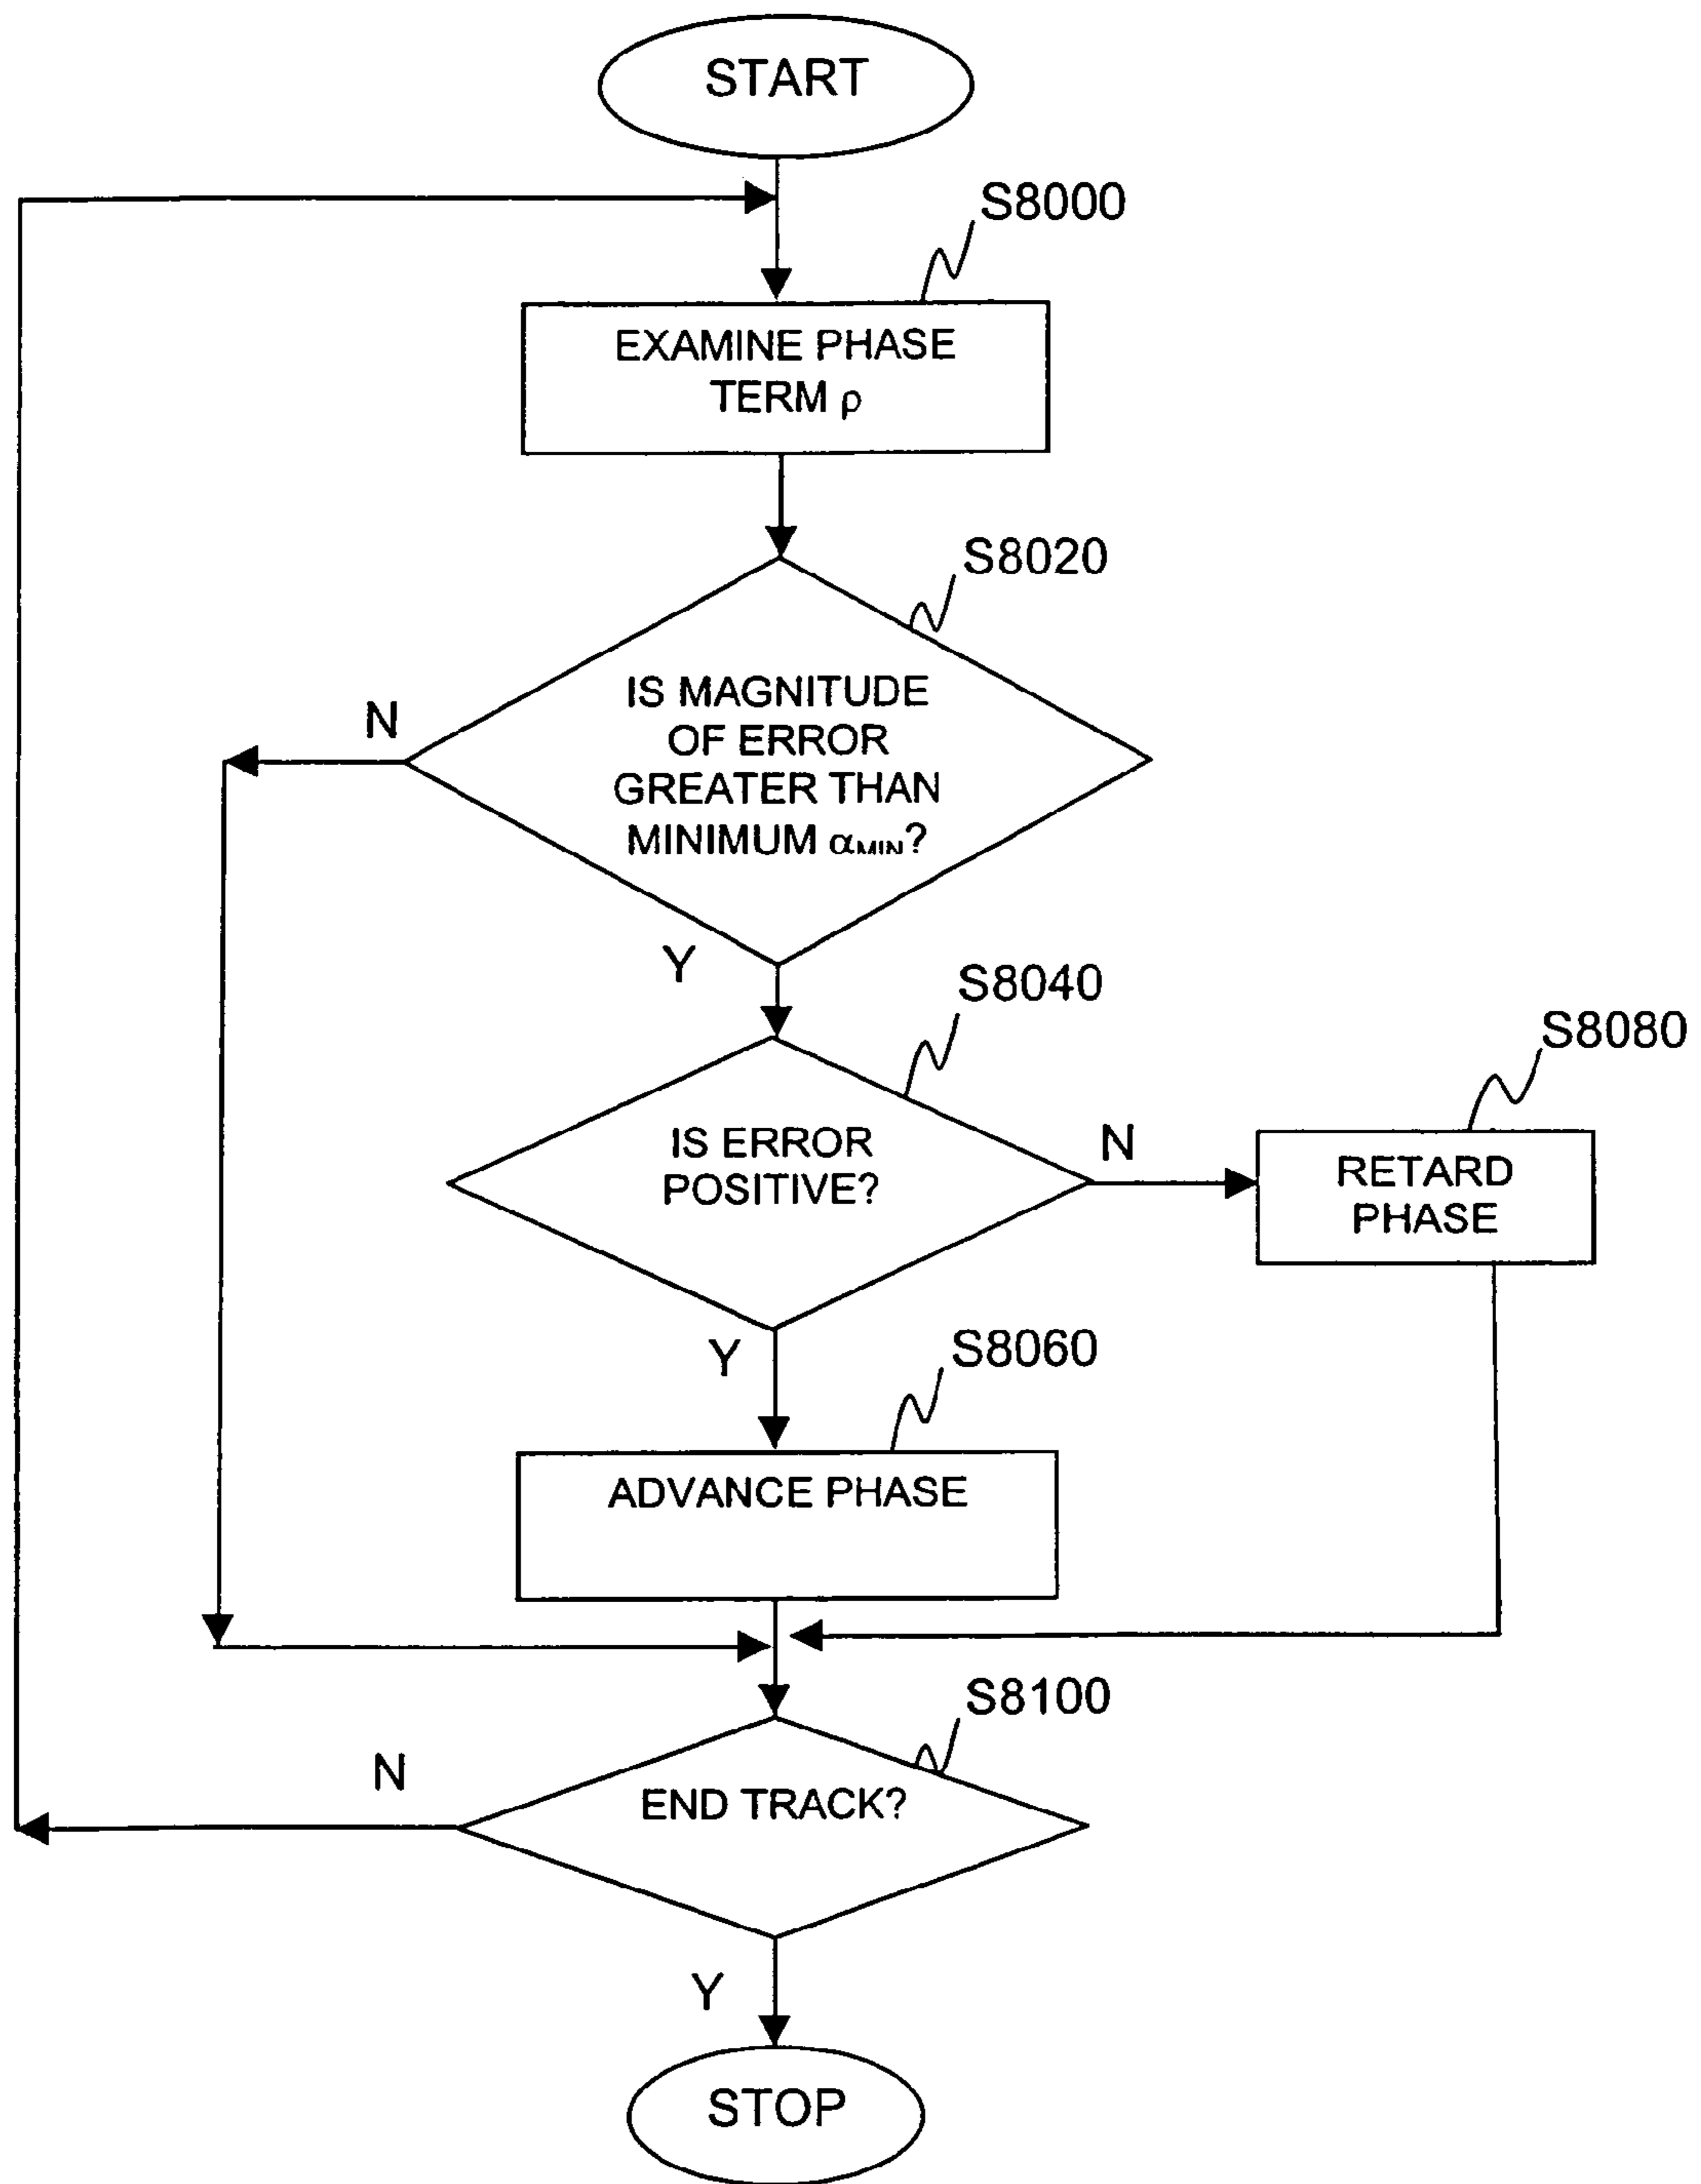 START
S8000
EXAMINE PHASE
TERM ρ
S8020
N
IS MAGNITUDE
OF ERROR
GREATER THAN
MINIMUM αMIN?
Y
S8040
S8080
IS ERROR
POSITIVE?
N
RETARD
PHASE
Y
S8060
ADVANCE PHASE
S8100
N
END TRACK?
Y
STOP